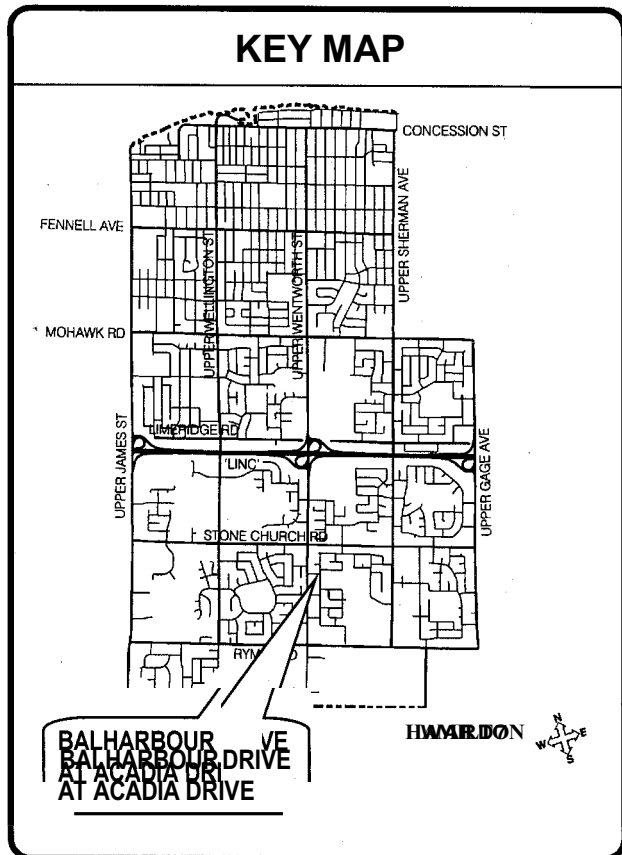 KEY MAP
CONCESSION ST
UPPER SHERMAN AVE
FENNELL AVE
UPPER WELLINGTON ST
UPPER WENTWORTH ST
MOHAWK RD
LIMERIDGE RD
'LINC'
UPPER JAMES ST
UPPER GAGE AVE
STONE CHURCH RD
BALHARBOUR DRIVE
AT ACADIA DRIVE
N
W E
S